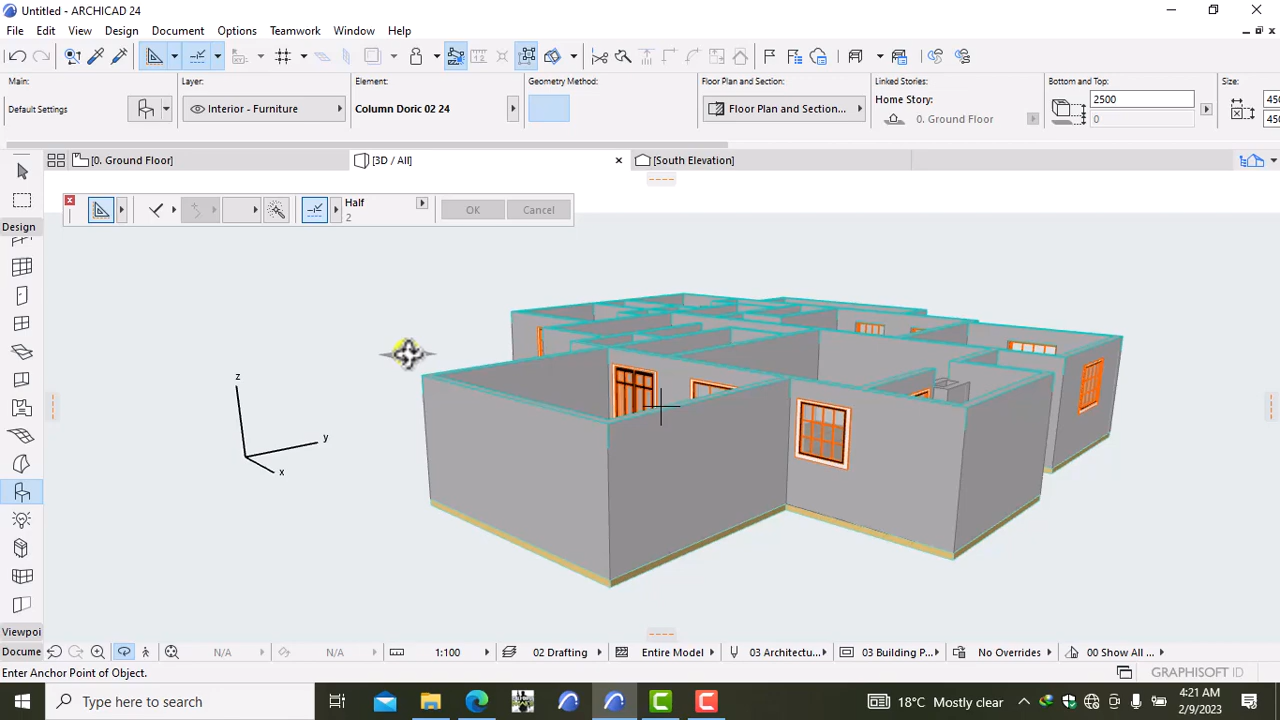 Untitled - ARCHICAD 24
File Edit View Design Document Options Teamwork Window Help
Main: Layer: Element: Geometry Method: Floor Plan and Section: Linked Stories: Bottom and Top: Size:
Default Settings Interior - Furniture Column Doric 02 24 Floor Plan and Section... Home Story: 2500 450
0. Ground Floor 0 450
[0. Ground Floor] [3D / All] [South Elevation]
Half
2
OK Cancel
Design
z
y
x
Viewpoi
Docume N/A N/A 1:100 02 Drafting Entire Model 03 Architectu... 03 Building P... No Overrides 00 Show All ...
Enter Anchor Point of Object. GRAPHISOFT ID
Type here to search 18°C Mostly clear 4:21 AM
2/9/2023